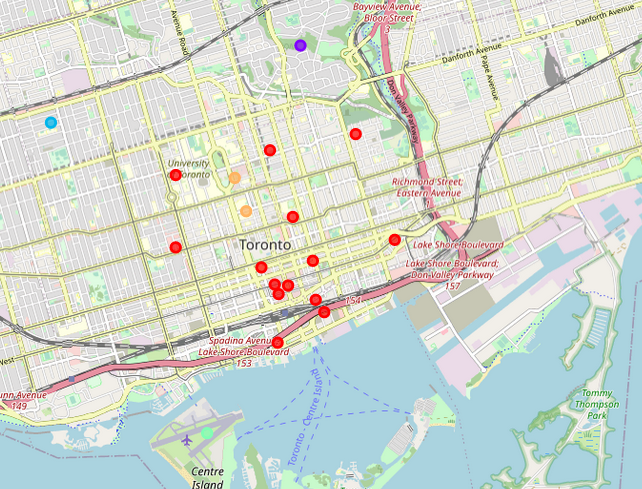 Bayview Avenue,
Bloor Street
3
Avenue Road
Danforth Avenue
Danforth Avenue
Pape Avenue
Don Valley Parkway
University
Toronto
Richmond Street,
Eastern Avenue
Toronto
Lake Shore Boulevard
Lake Shore Boulevard;
Don Valley Parkway
157
154
Spadina Avenue
Lake Shore Boulevard
153
West
unn Avenue
149
Toronto - Centre Island
Tommy
Thompson
Park
Centre
Island